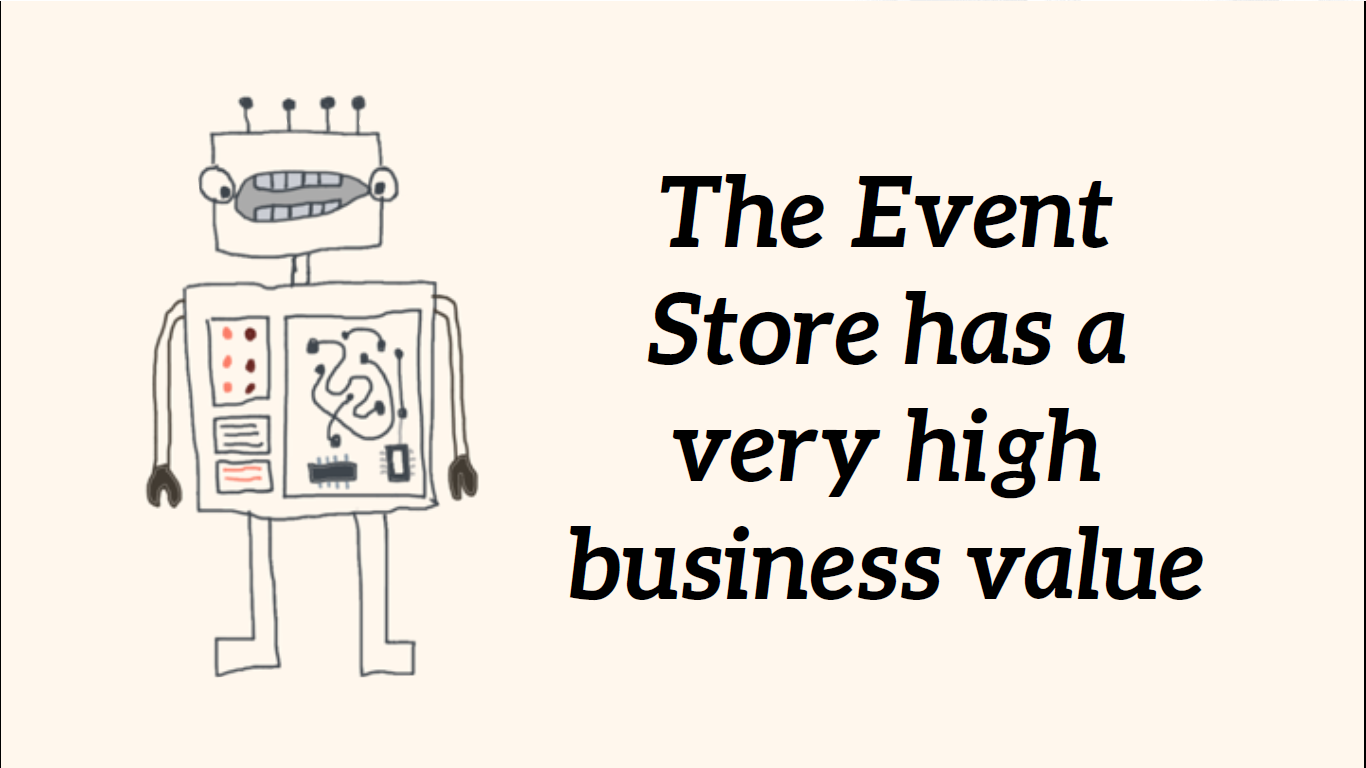 The Event
Store has a
very high
business value